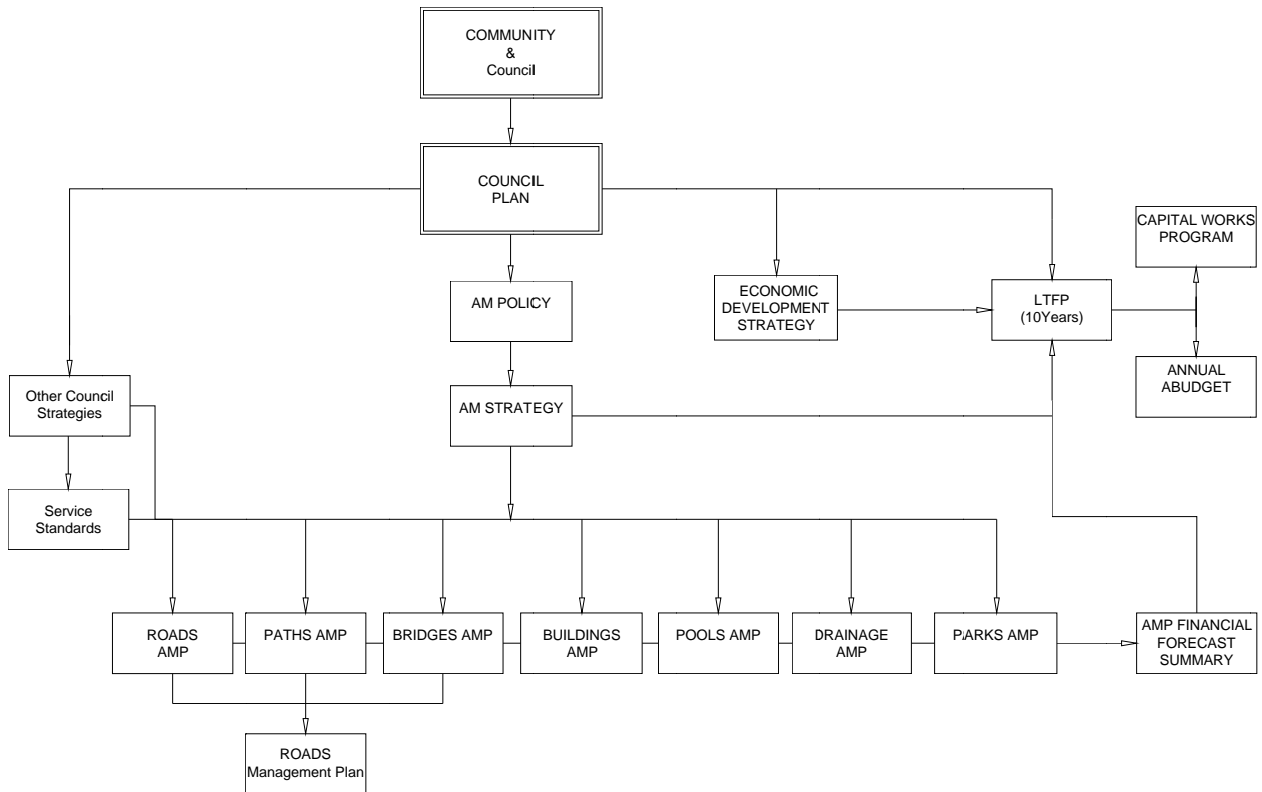 COMMUNITY
&
Council
COUNCIL
PLAN
CAPITAL WORKS
PROGRAM
AM POLICY
ECONOMIC
DEVELOPMENT
STRATEGY
LTFP
(10Years)
ANNUAL
ABUDGET
Other Council
Strategies
AM STRATEGY
Service
Standards
ROADS
AMP
PATHS AMP
BRIDGES AMP
BUILDINGS
AMP
POOLS AMP
DRAINAGE
AMP
PARKS AMP
AMP FINANCIAL
FORECAST
SUMMARY
ROADS
Management Plan